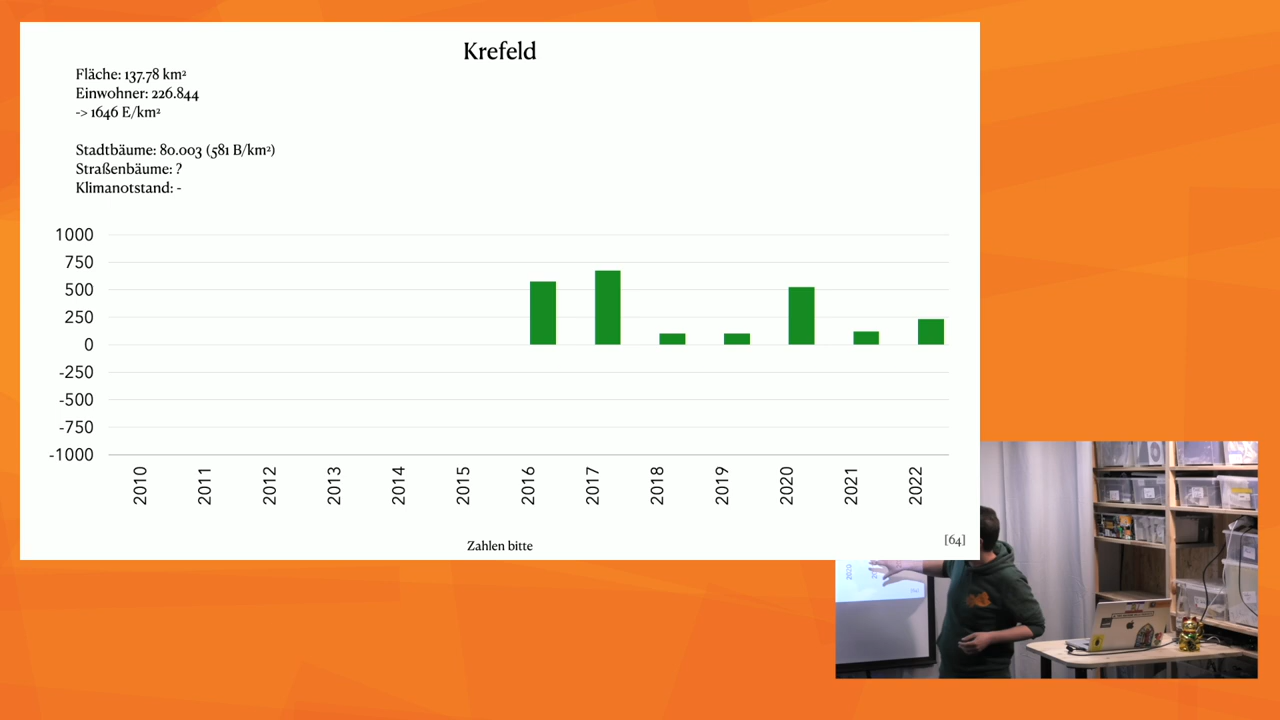 Krefeld
Fläche: 137.78 km²
Einwohner: 226.844
-> 1646 E/km²
Stadtbäume: 80.003 (581 B/km²)
Straßenbäume: ?
Klimanotstand: -
1000
750
500
250
0
-250
-500
-750
-1000
2010 2011 2012 2013 2014 2015 2016 2017 2018 2019 2020 2021 2022
Zahlen bitte
[64]